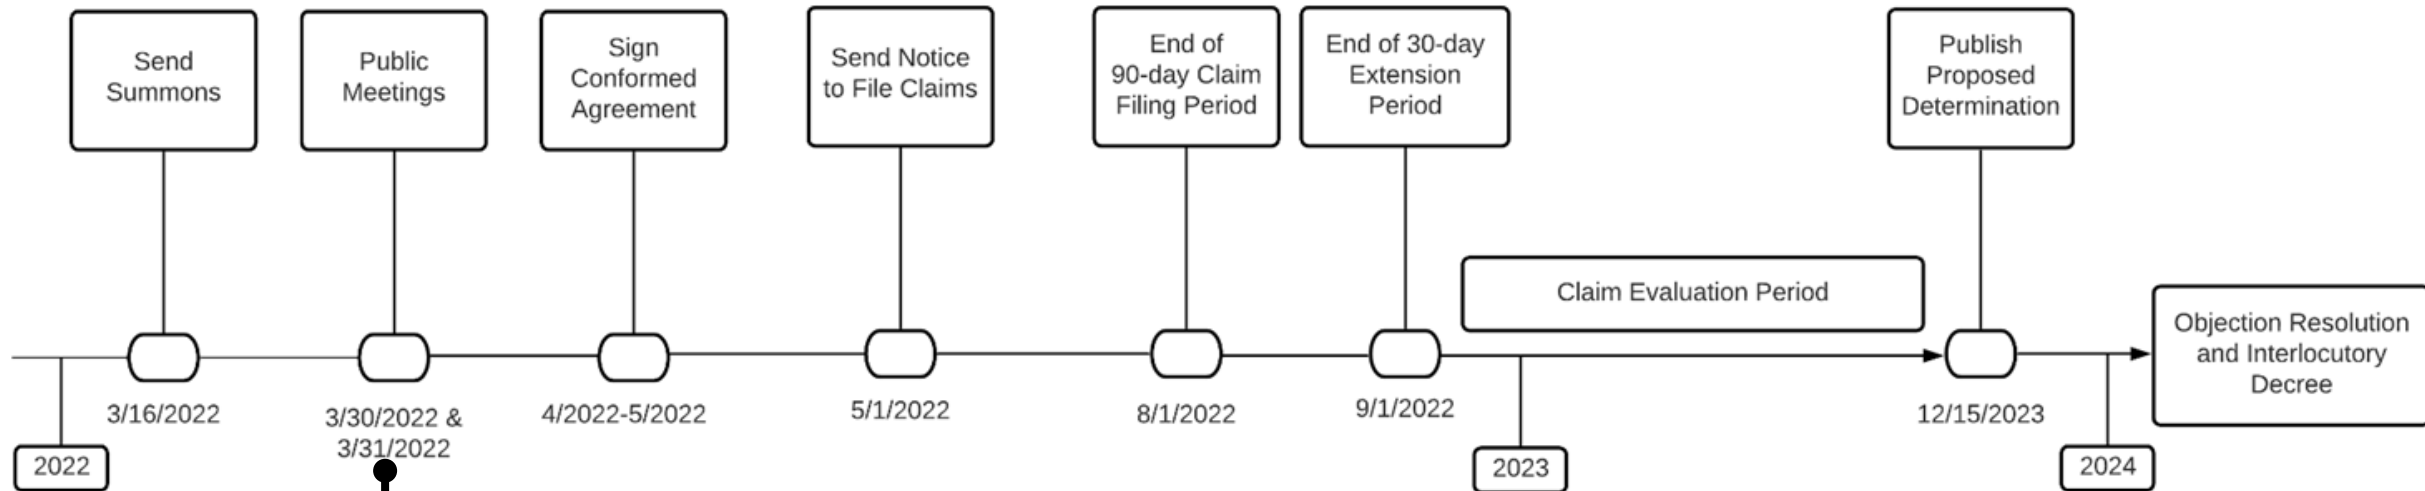 Send
Summons
Public
Meetings
Sign
Conformed
Agreement
Send Notice
to File Claims
End of
90-day Claim
Filing Period
End of 30-day
Extension
Period
Publish
Proposed
Determination
Claim Evaluation Period
Objection Resolution
and Interlocutory
Decree
3/16/2022
3/30/2022 &
3/31/2022
4/2022-5/2022
5/1/2022
8/1/2022
9/1/2022
12/15/2023
2022
2023
2024